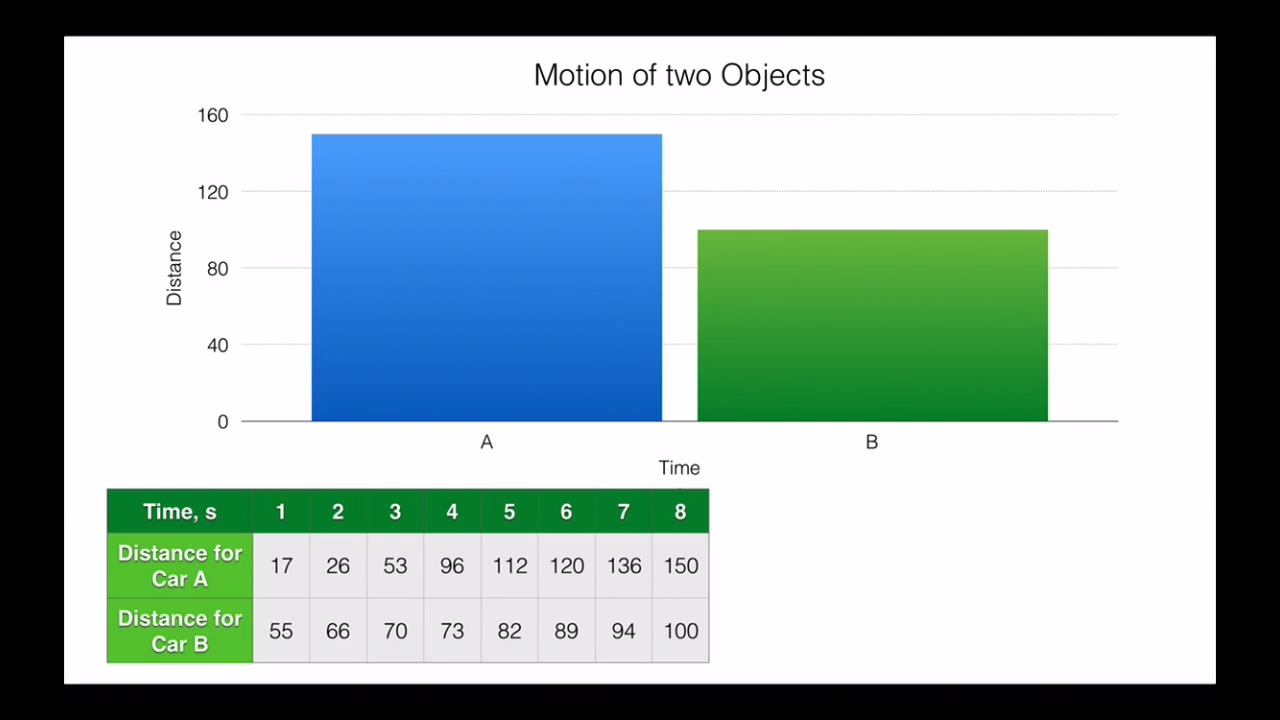 Motion of two Objects
160
120
80
40
0
Distance
A B
Time
Time, s 1 2 3 4 5 6 7 8
Distance for
Car A 17 26 53 96 112 120 136 150
Distance for
Car B 55 66 70 73 82 89 94 100